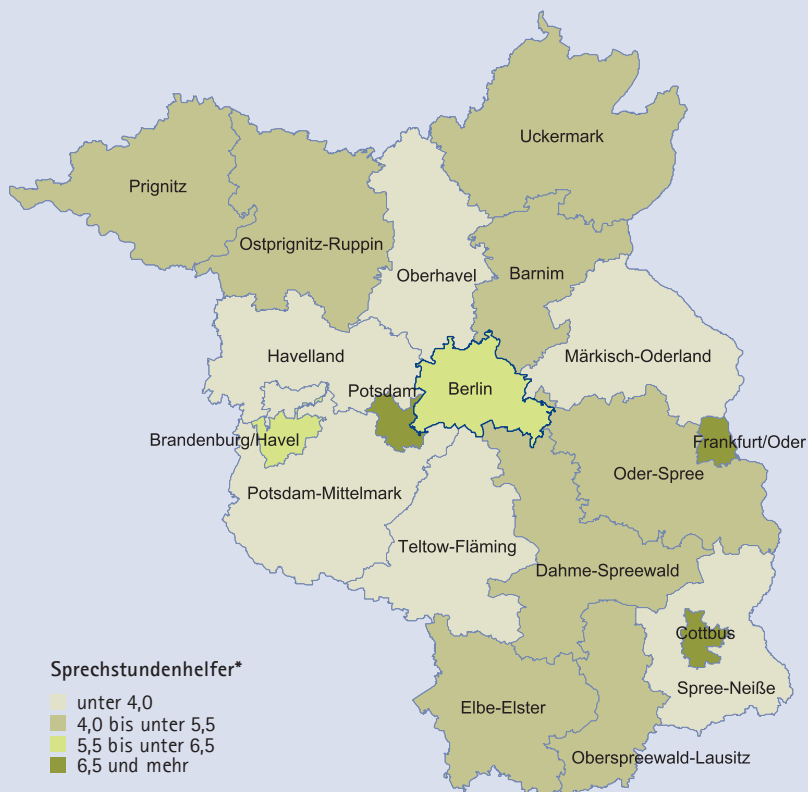 Uckermark
Prignitz
Ostprignitz-Ruppin
Oberhavel
Barnim
Havelland
Märkisch-Oderland
Potsdam
Berlin
Brandenburg/Havel
Frankfurt/Oder
Oder-Spree
Potsdam-Mittelmark
Teltow-Fläming
Dahme-Spreewald
Cottbus
Spree-Neiße
Elbe-Elster
Oberspreewald-Lausitz
Sprechstundenhelfer*
unter 4,0
4,0 bis unter 5,5
5,5 bis unter 6,5
6,5 und mehr